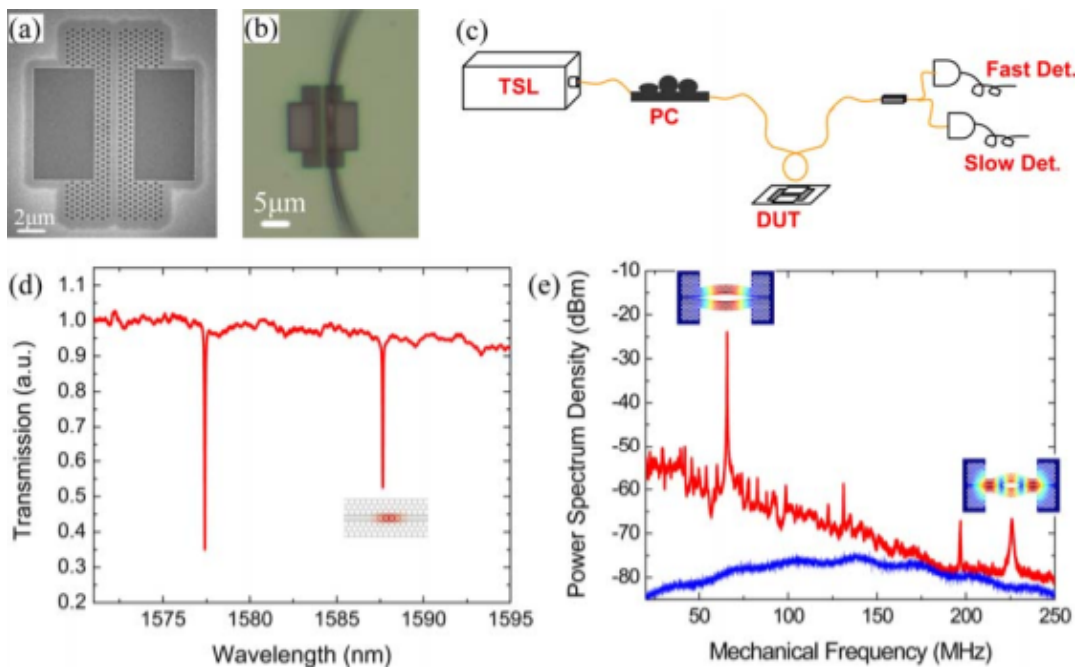 (a)
2μm
(b)
5μm
(c)
TSL
PC
DUT
Fast Det.
Slow Det.
(d)
1.1
1.0
0.9
0.8
0.7
0.6
0.5
0.4
0.3
0.2
Transmission (a.u.)
1575 1580 1585 1590 1595
Wavelength (nm)
(e)
-10
-20
-30
-40
-50
-60
-70
-80
Power Spectrum Density (dBm)
50 100 150 200 250
Mechanical Frequency (MHz)